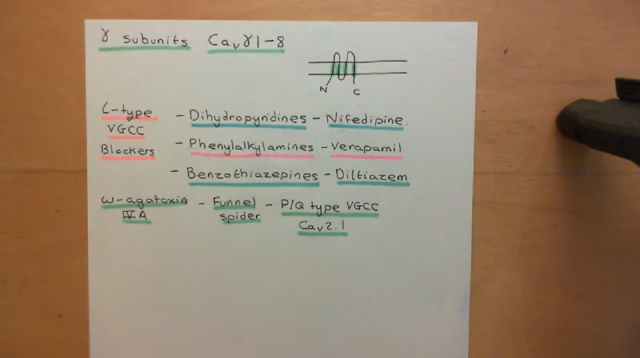 γ subunits Cavγ1-8
N C
L-type - Dihydropyridines - Nifedipine.
VGCC
Blockers - Phenylalkylamines - Verapamil
- Benzothiazepines - Diltiazem
ω-agatoxin - Funnel - P/Q type VGCC
IVA spider Cav2.1